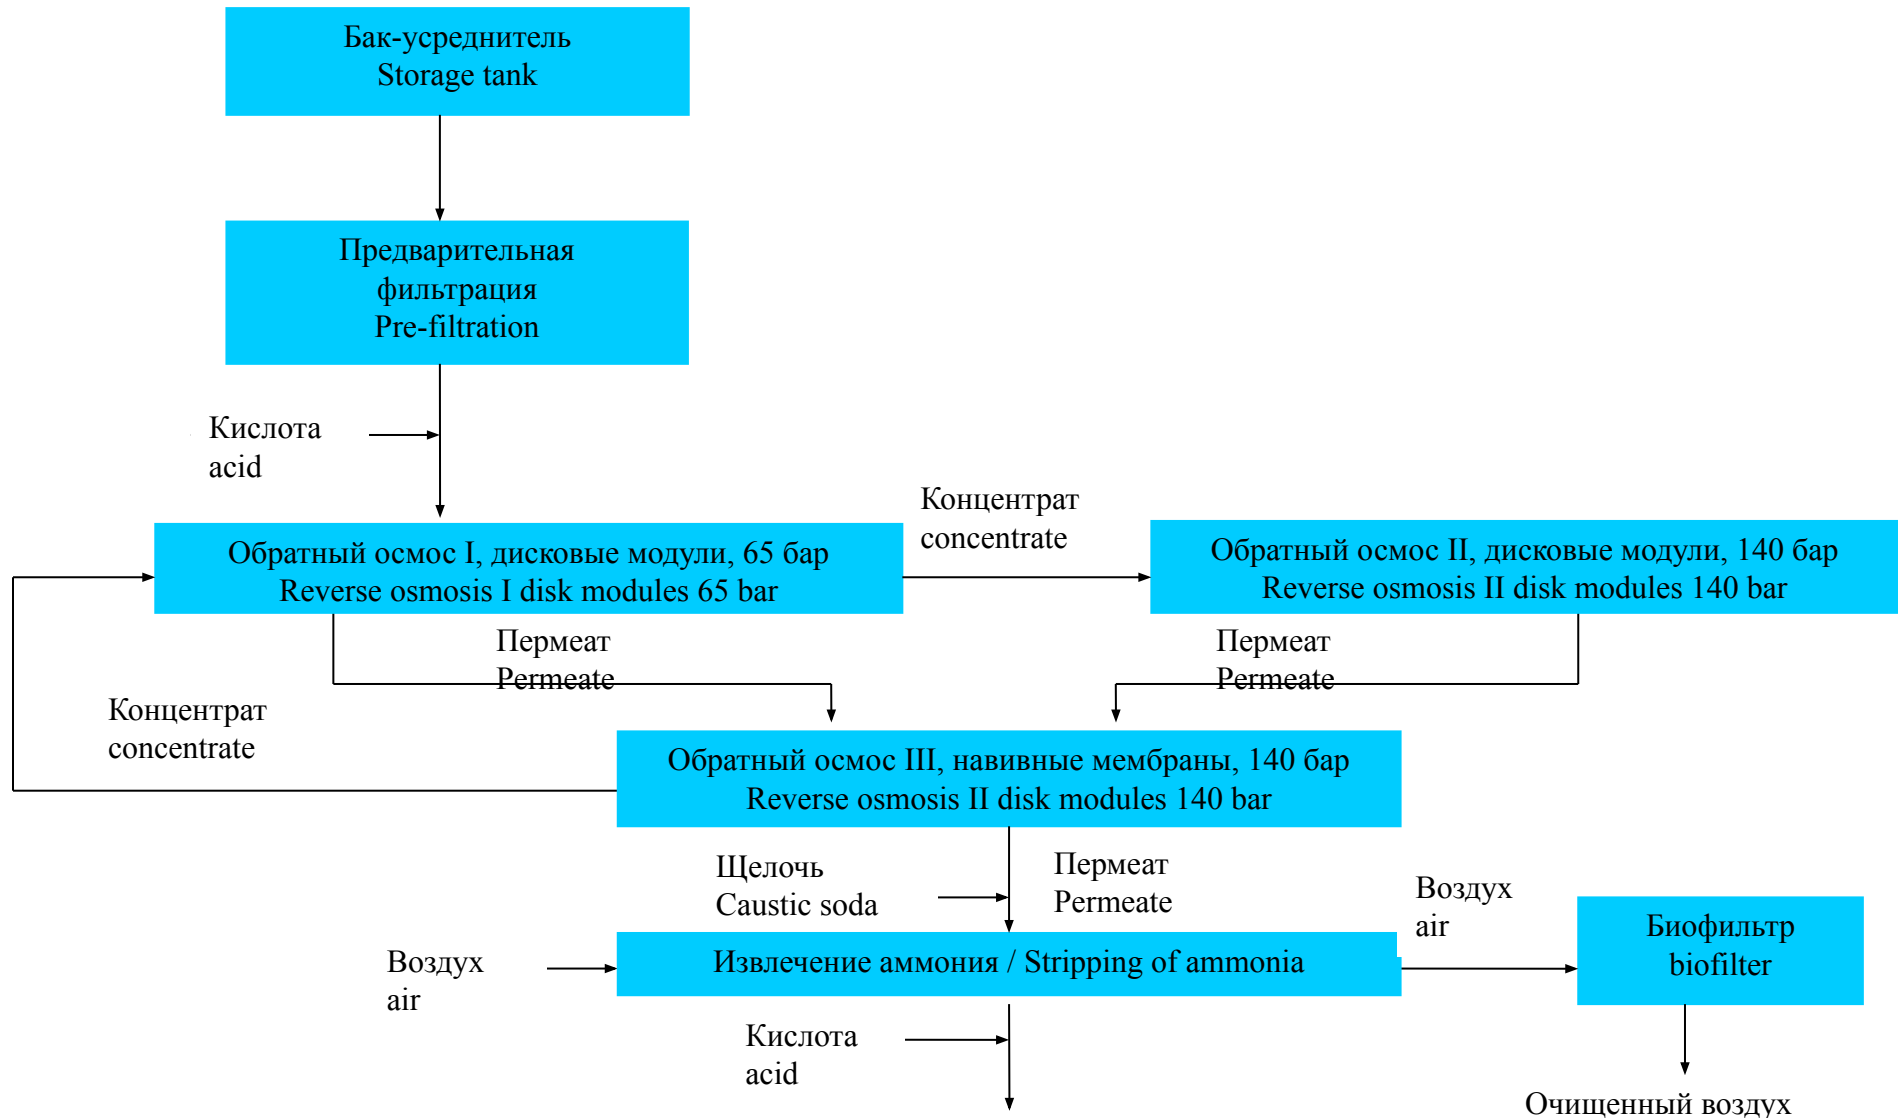 Бак-усреднитель
Storage tank
Предварительная
фильтрация
Pre-filtration
Кислота
acid
Концентрат
concentrate
Обратный осмос I, дисковые модули, 65 бар
Reverse osmosis I disk modules 65 bar
Обратный осмос II, дисковые модули, 140 бар
Reverse osmosis II disk modules 140 bar
Пермеат
Permeate
Пермеат
Permeate
Концентрат
concentrate
Обратный осмос III, навивные мембраны, 140 бар
Reverse osmosis II disk modules 140 bar
Щелочь
Caustic soda
Пермеат
Permeate
Воздух
air
Биофильтр
biofilter
Воздух
air
Извлечение аммония / Stripping of ammonia
Кислота
acid
Очищенный воздух